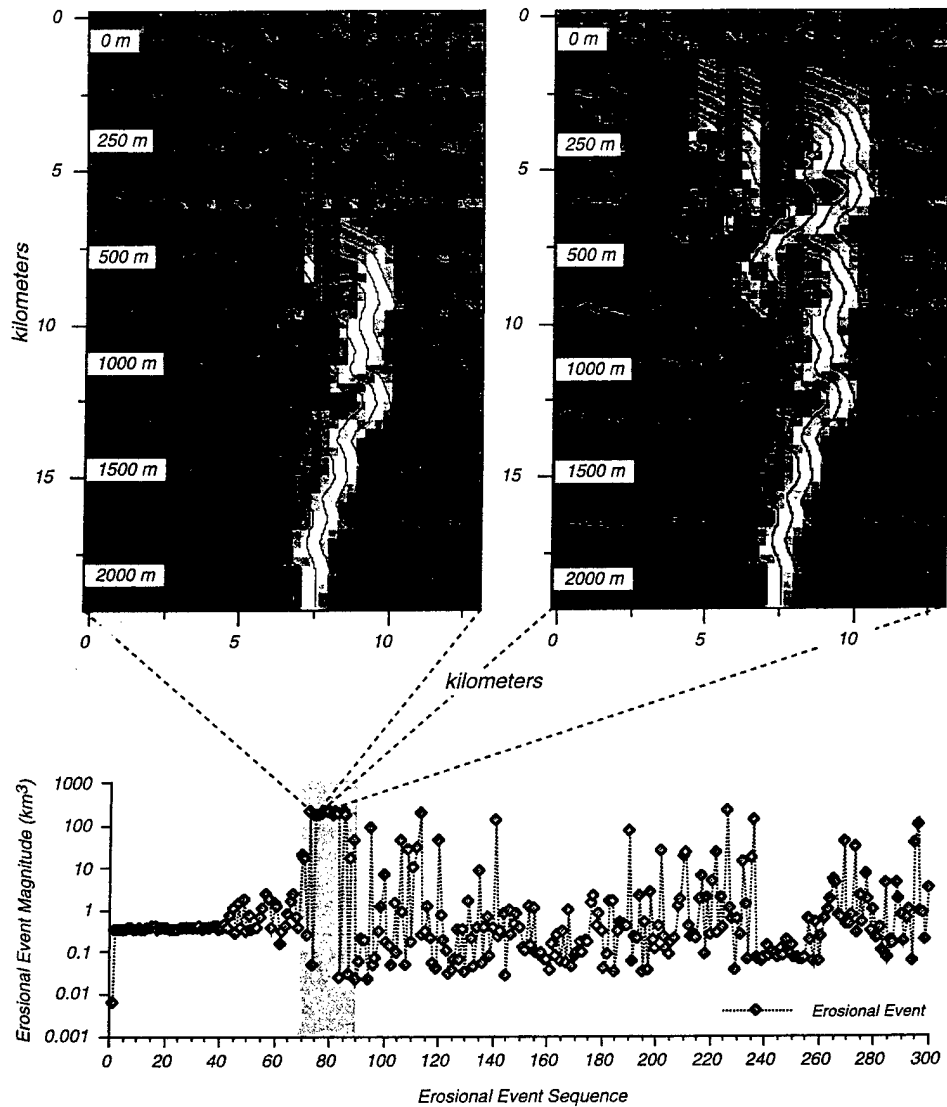 0
0 m
250 m
5
500 m
10
1000 m
15
1500 m
2000 m
kilometers
0
5
10
0
0 m
250 m
5
500 m
10
1000 m
15
1500 m
2000 m
0
5
10
kilometers
1000
100
10
1
0.1
0.01
0.001
Erosional Event Magnitude (km³)
Erosional Event
0 20 40 60 80 100 120 140 160 180 200 220 240 260 280 300
Erosional Event Sequence